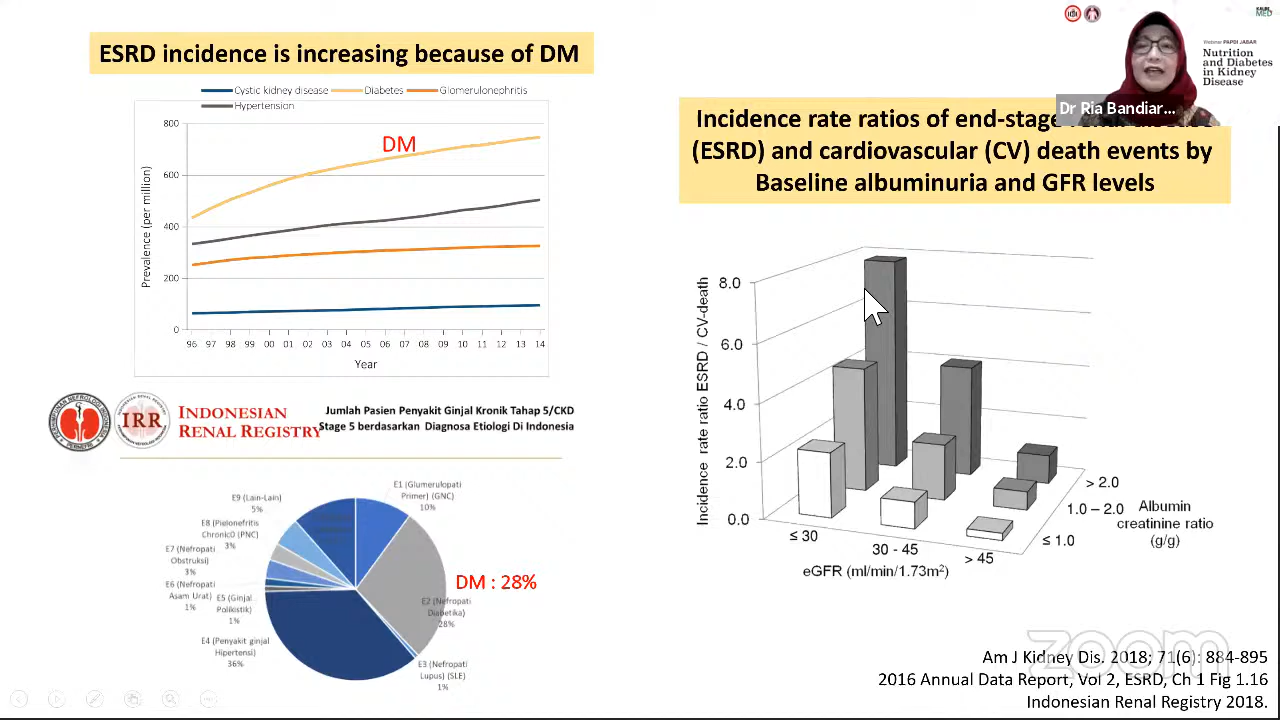 ESRD incidence is increasing because of DM
Cystic kidney disease
Diabetes
Glomerulonephritis
Hypertension
Prevalence (per million)
800
600
400
200
0
DM
96 97 98 99 00 01 02 03 04 05 06 07 08 09 10 11 12 13 14
Year
IRR
INDONESIAN
RENAL REGISTRY
Jumlah Pasien Penyakit Ginjal Kronik Tahap 5/CKD
Stage 5 berdasarkan Diagnosa Etiologi Di Indonesia
E1 (Glumerulopati
Primer) (GNC)
10%
E9 (Lain-Lain)
5%
E8 (Pielonefritis
Chronic0 (PNC)
3%
E7 (Nefropati
Obstruksi)
3%
E6 (Nefropati
Asam Urat)
1%
E5 (Ginjal
Polikistik)
1%
E4 (Penyakit ginjal
Hipertensi)
36%
DM : 28%
E2 (Nefropati
Diabetika)
28%
E3 (Nefropati
Lupus) (SLE)
1%
Webinar PAPDI JABAR
Nutrition
and Diabetes
in Kidney
Disease
Dr Ria Bandiar...
Incidence rate ratios of end-stage
(ESRD) and cardiovascular (CV) death events by
Baseline albuminuria and GFR levels
Incidence rate ratio ESRD / CV-death
8.0
6.0
4.0
2.0
0.0
≤ 30
30 - 45
> 45
eGFR (ml/min/1.73m²)
> 2.0
1.0 – 2.0
≤ 1.0
Albumin
creatinine ratio
(g/g)
zoom
Am J Kidney Dis. 2018; 71(6): 884-895
2016 Annual Data Report, Vol 2, ESRD, Ch 1 Fig 1.16
Indonesian Renal Registry 2018.